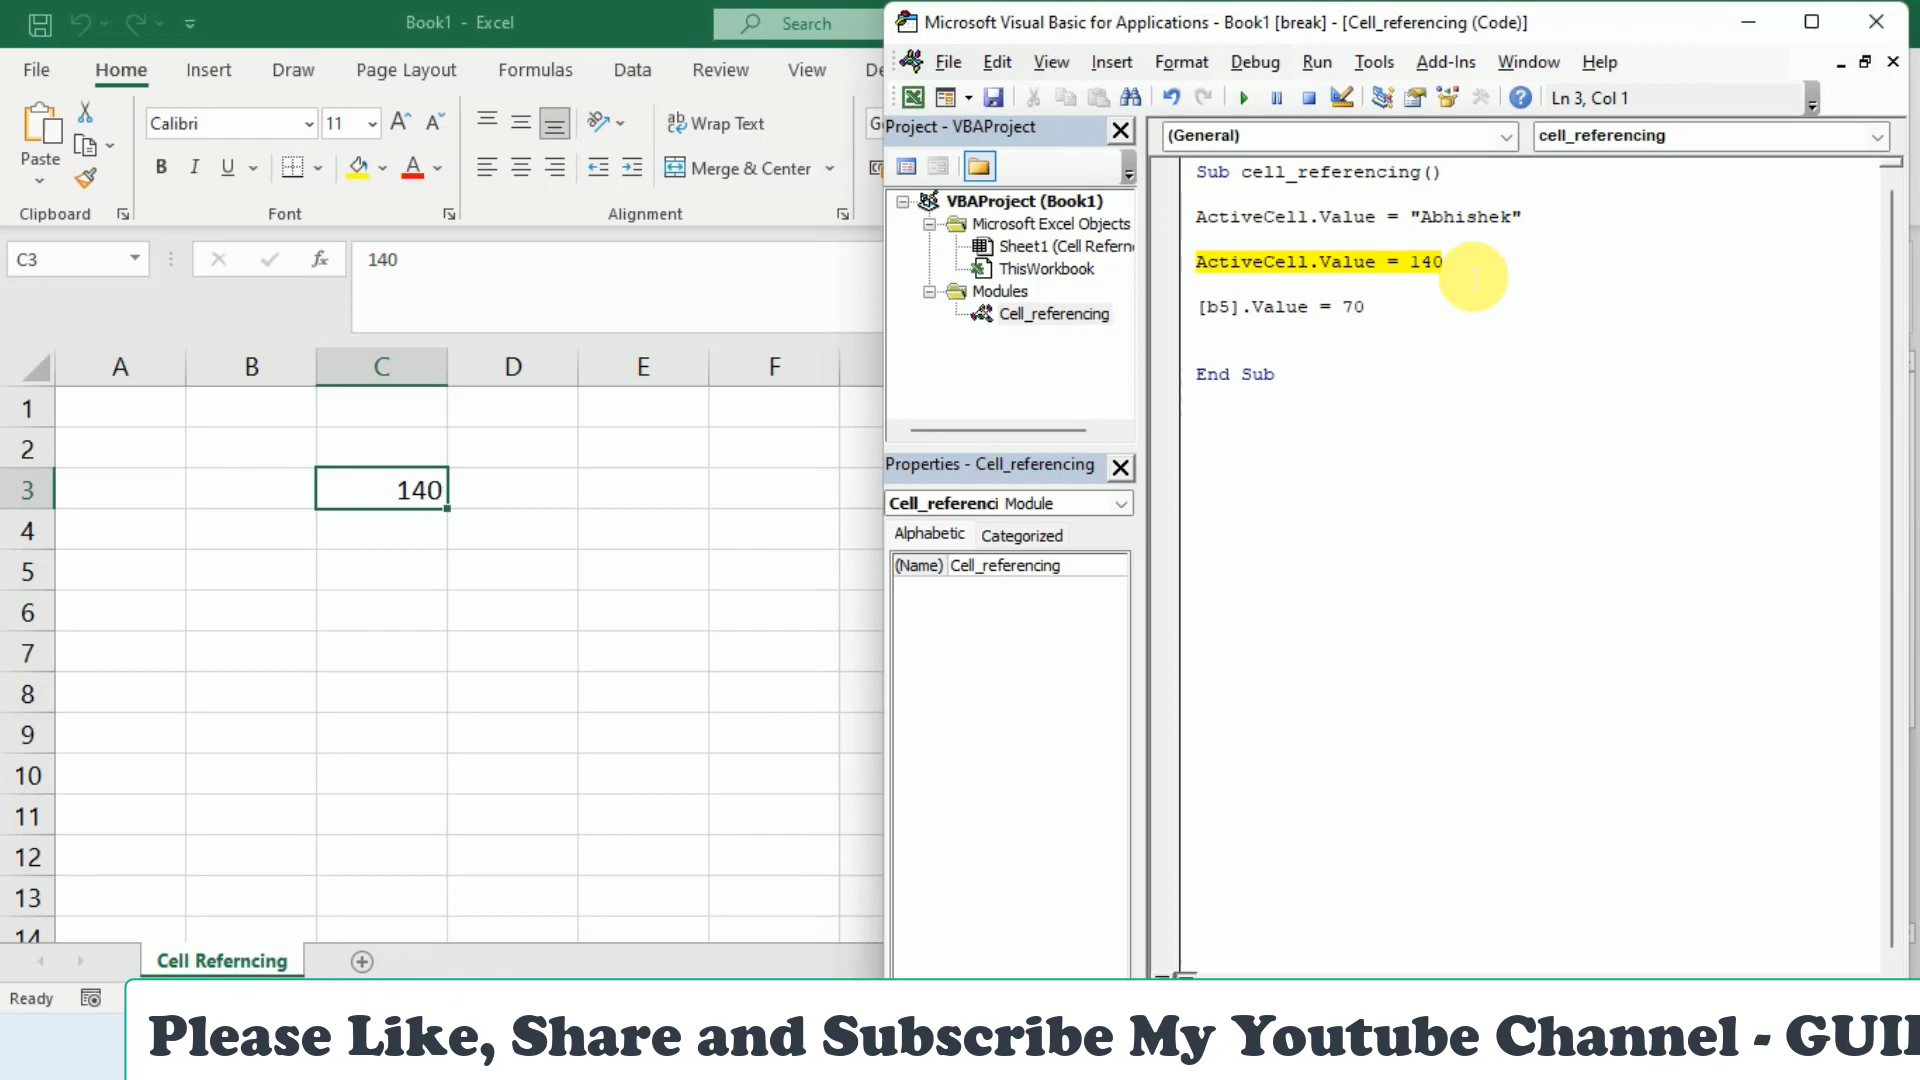 Book1 - Excel
Search
File Home Insert Draw Page Layout Formulas Data Review View De
Calibri 11
Wrap Text
Paste
B I U
Merge & Center
Clipboard Font Alignment
C3 fx 140
A B C D E F
1
2
3 140
4
5
6
7
8
9
10
11
12
13
14
Cell Referncing
Ready
Microsoft Visual Basic for Applications - Book1 [break] - [Cell_referencing (Code)]
File Edit View Insert Format Debug Run Tools Add-Ins Window Help
Ln 3, Col 1
Project - VBAProject
VBAProject (Book1)
Microsoft Excel Objects
Sheet1 (Cell Refern
ThisWorkbook
Modules
Cell_referencing
Properties - Cell_referencing
Cell_referenci Module
Alphabetic Categorized
(Name) Cell_referencing
(General) cell_referencing
Sub cell_referencing()
ActiveCell.Value = "Abhishek"
ActiveCell.Value = 140
[b5].Value = 70
End Sub
Please Like, Share and Subscribe My Youtube Channel - GUI